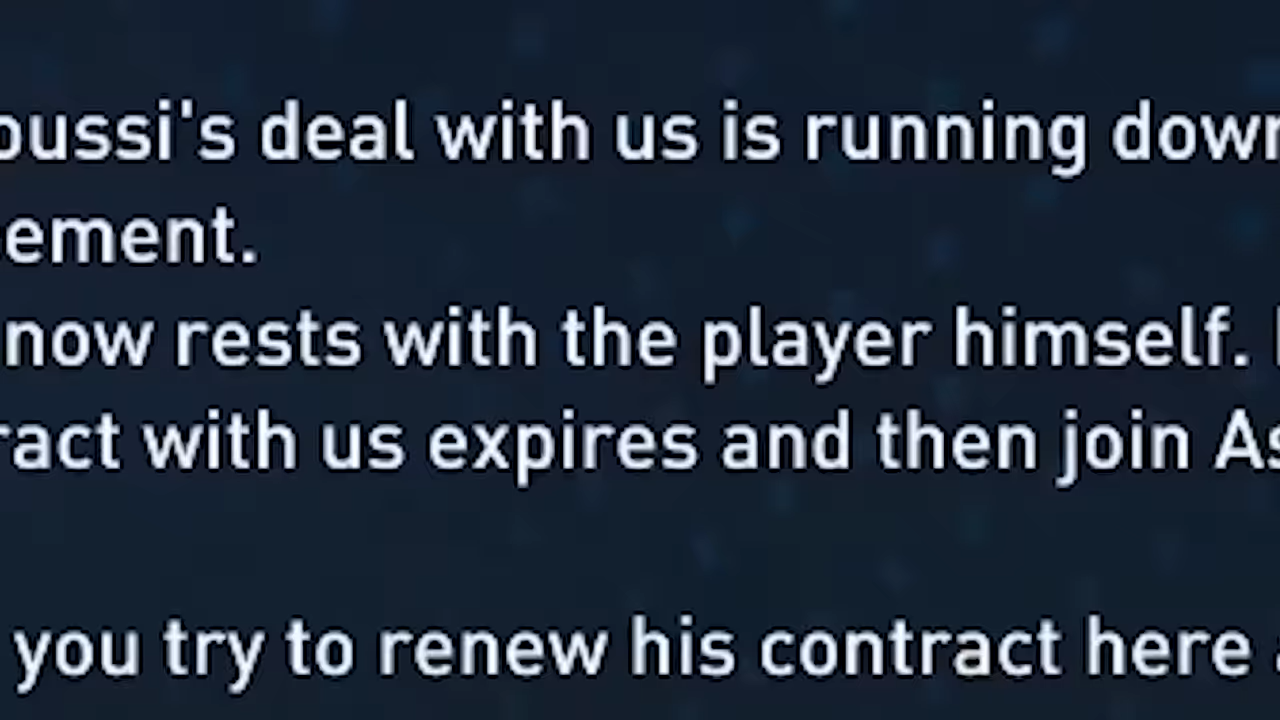 oussi's deal with us is running down
ement.
now rests with the player himself.
ract with us expires and then join As
you try to renew his contract here